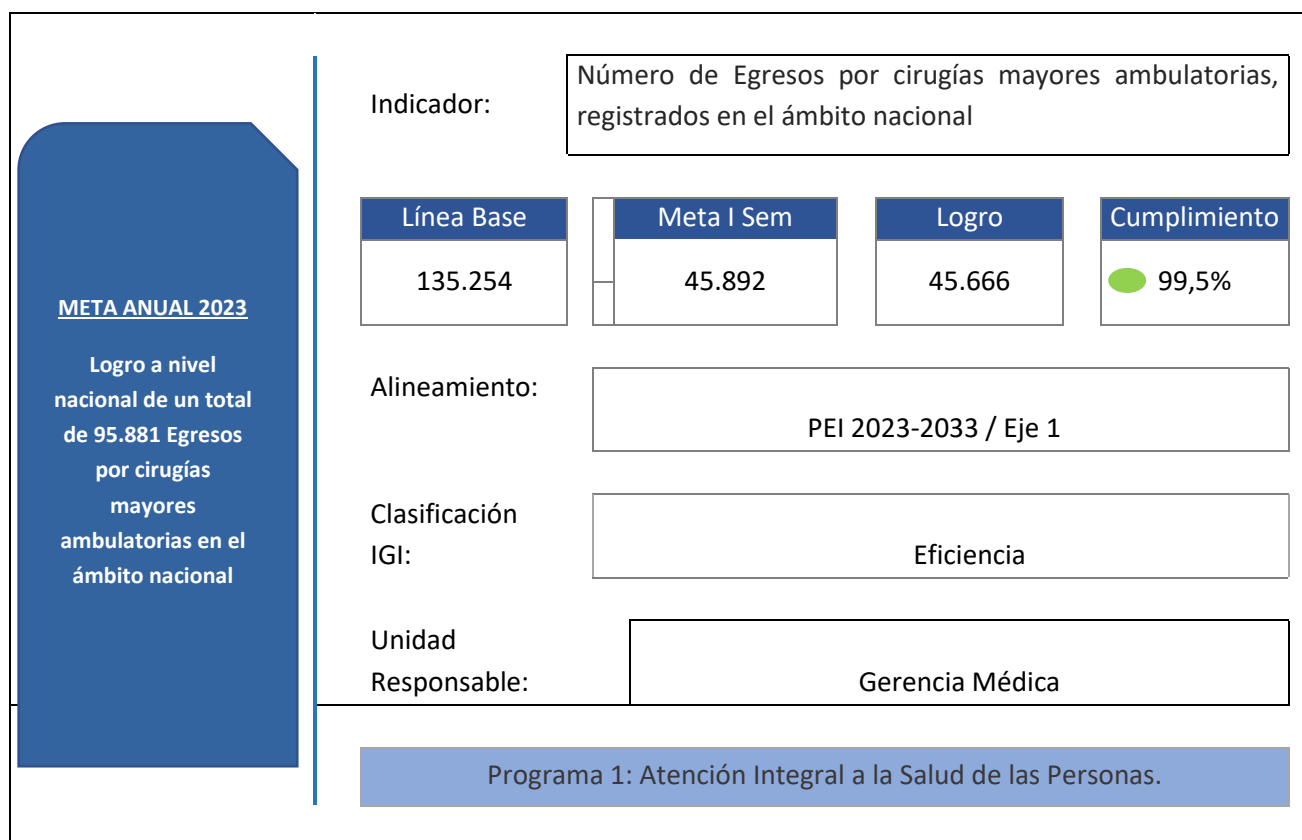 META ANUAL 2023
Logro a nivel
nacional de un total
de 95.881 Egresos
por cirugías
mayores
ambulatorias en el
ámbito nacional
Indicador:
Número de Egresos por cirugías mayores ambulatorias,
registrados en el ámbito nacional
Línea Base
Meta I Sem
Logro
Cumplimiento
135.254
45.892
45.666
99,5%
Alineamiento:
PEI 2023-2033 / Eje 1
Clasificación
IGI:
Eficiencia
Unidad
Responsable:
Gerencia Médica
Programa 1: Atención Integral a la Salud de las Personas.